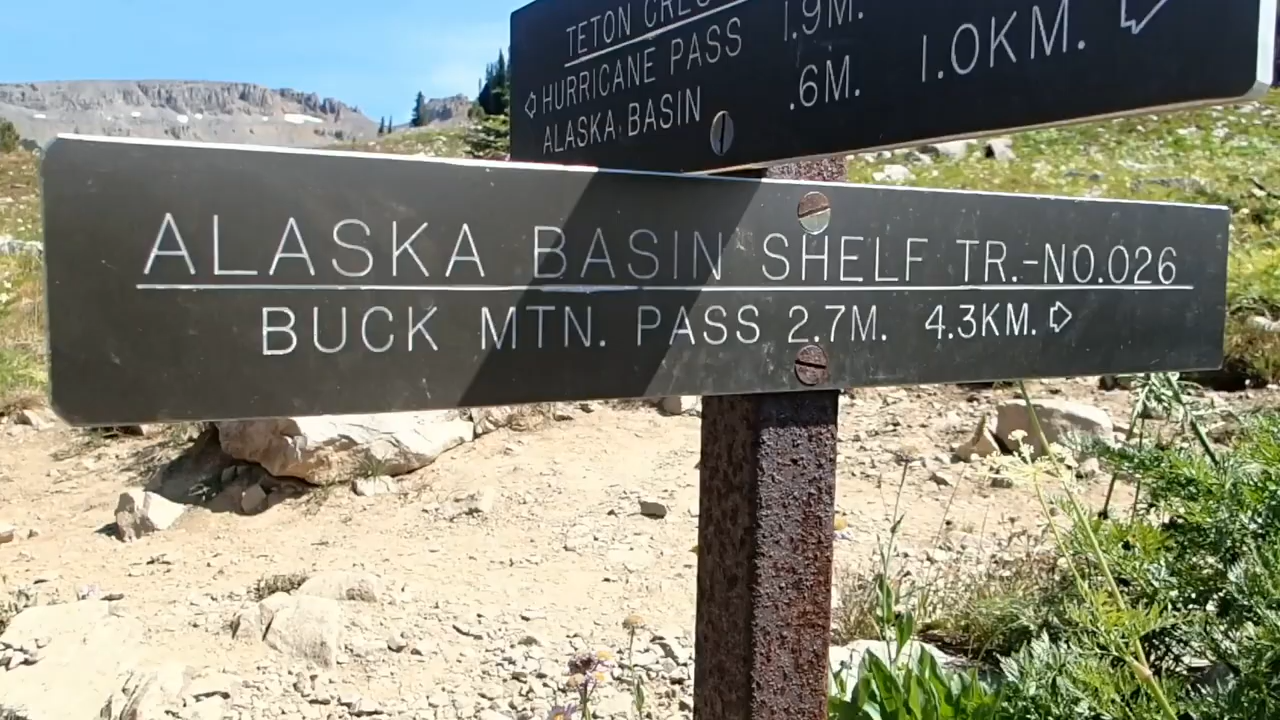 TETON
⇦ HURRICANE PASS 1.9M.
ALASKA BASIN .6M. 1.0KM.
ALASKA BASIN SHELF TR.-NO.026
BUCK MTN. PASS 2.7M. 4.3KM. ⇨